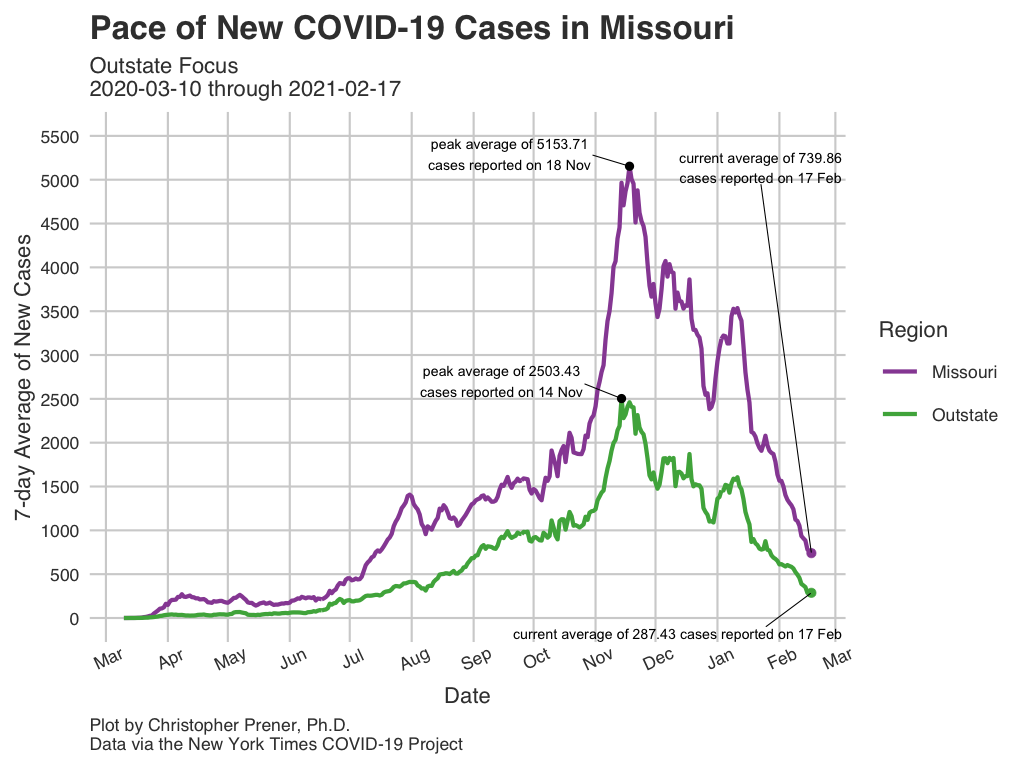 Pace of New COVID-19 Cases in Missouri
Outstate Focus
2020-03-10 through 2021-02-17
7-day Average of New Cases
5500
5000
4500
4000
3500
3000
2500
2000
1500
1000
500
0
peak average of 5153.71
cases reported on 18 Nov
current average of 739.86
cases reported on 17 Feb
peak average of 2503.43
cases reported on 14 Nov
current average of 287.43 cases reported on 17 Feb
Mar
Apr
May
Jun
Jul
Aug
Sep
Oct
Nov
Dec
Jan
Feb
Mar
Date
Region
Missouri
Outstate
Plot by Christopher Prener, Ph.D.
Data via the New York Times COVID-19 Project